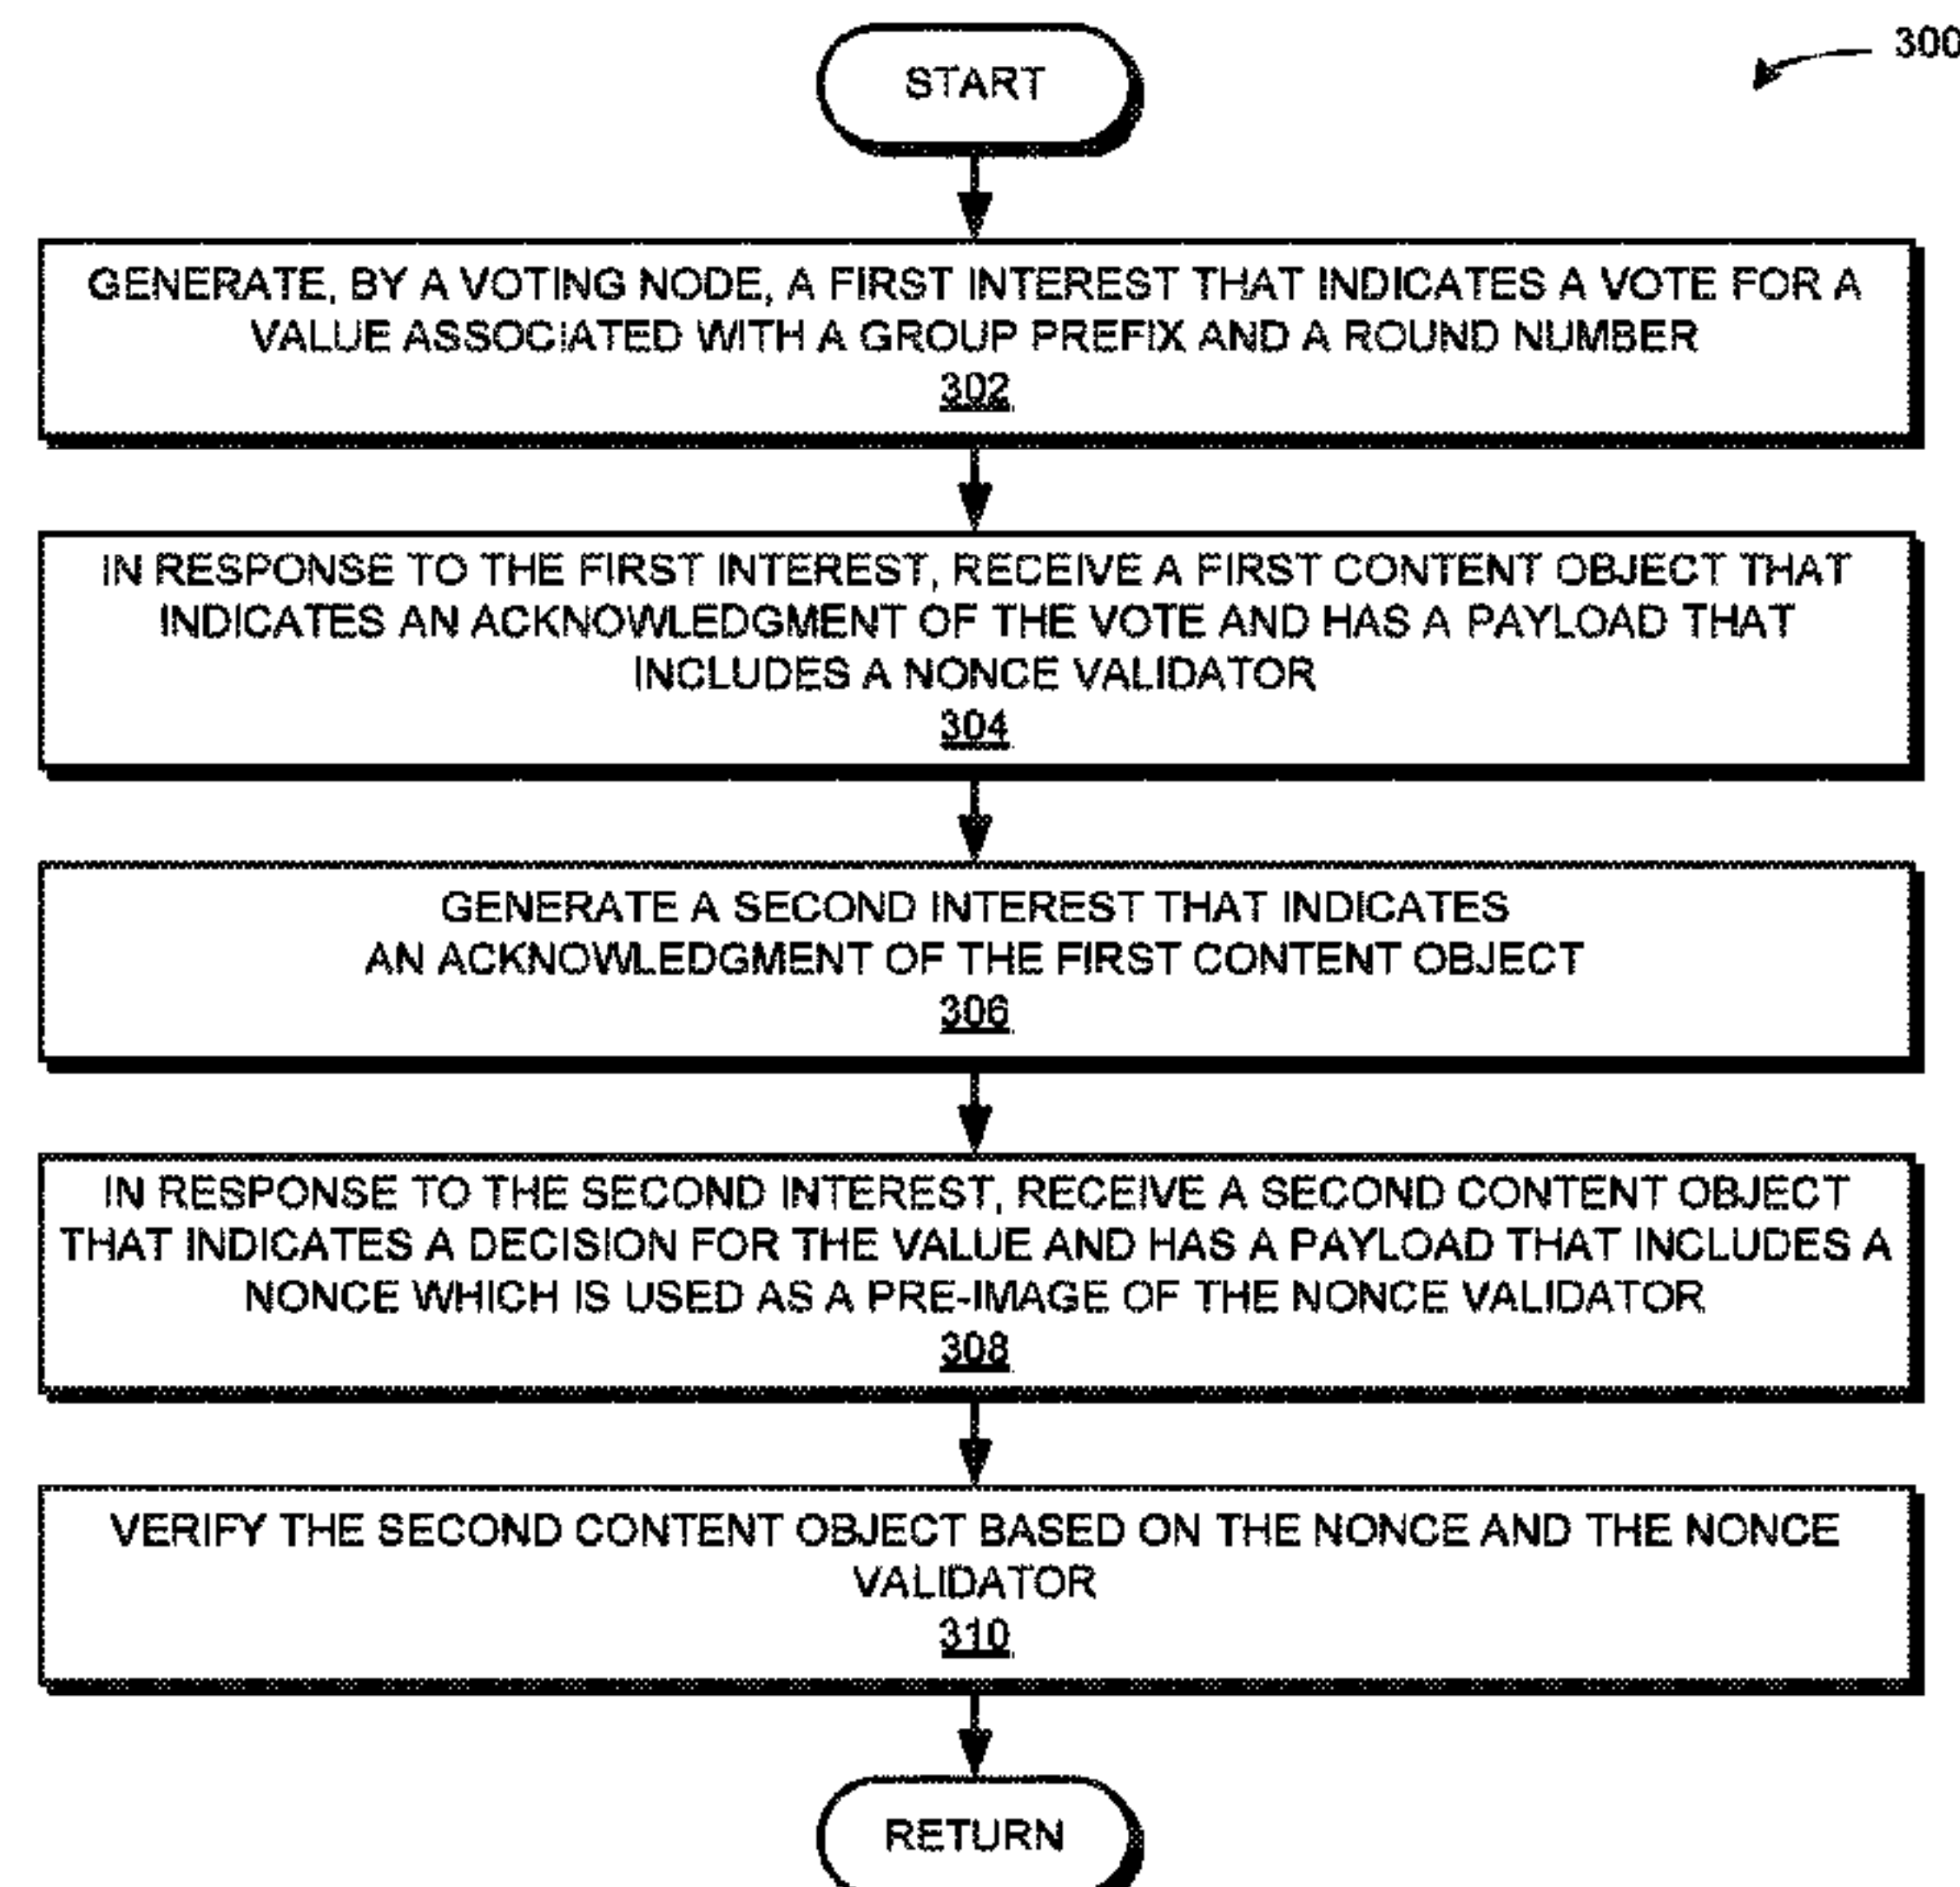 START
300
GENERATE, BY A VOTING NODE, A FIRST INTEREST THAT INDICATES A VOTE FOR A
VALUE ASSOCIATED WITH A GROUP PREFIX AND A ROUND NUMBER
302
IN RESPONSE TO THE FIRST INTEREST, RECEIVE A FIRST CONTENT OBJECT THAT
INDICATES AN ACKNOWLEDGMENT OF THE VOTE AND HAS A PAYLOAD THAT
INCLUDES A NONCE VALIDATOR
304
GENERATE A SECOND INTEREST THAT INDICATES
AN ACKNOWLEDGMENT OF THE FIRST CONTENT OBJECT
306
IN RESPONSE TO THE SECOND INTEREST, RECEIVE A SECOND CONTENT OBJECT
THAT INDICATES A DECISION FOR THE VALUE AND HAS A PAYLOAD THAT INCLUDES A
NONCE WHICH IS USED AS A PRE-IMAGE OF THE NONCE VALIDATOR
308
VERIFY THE SECOND CONTENT OBJECT BASED ON THE NONCE AND THE NONCE
VALIDATOR
310
RETURN